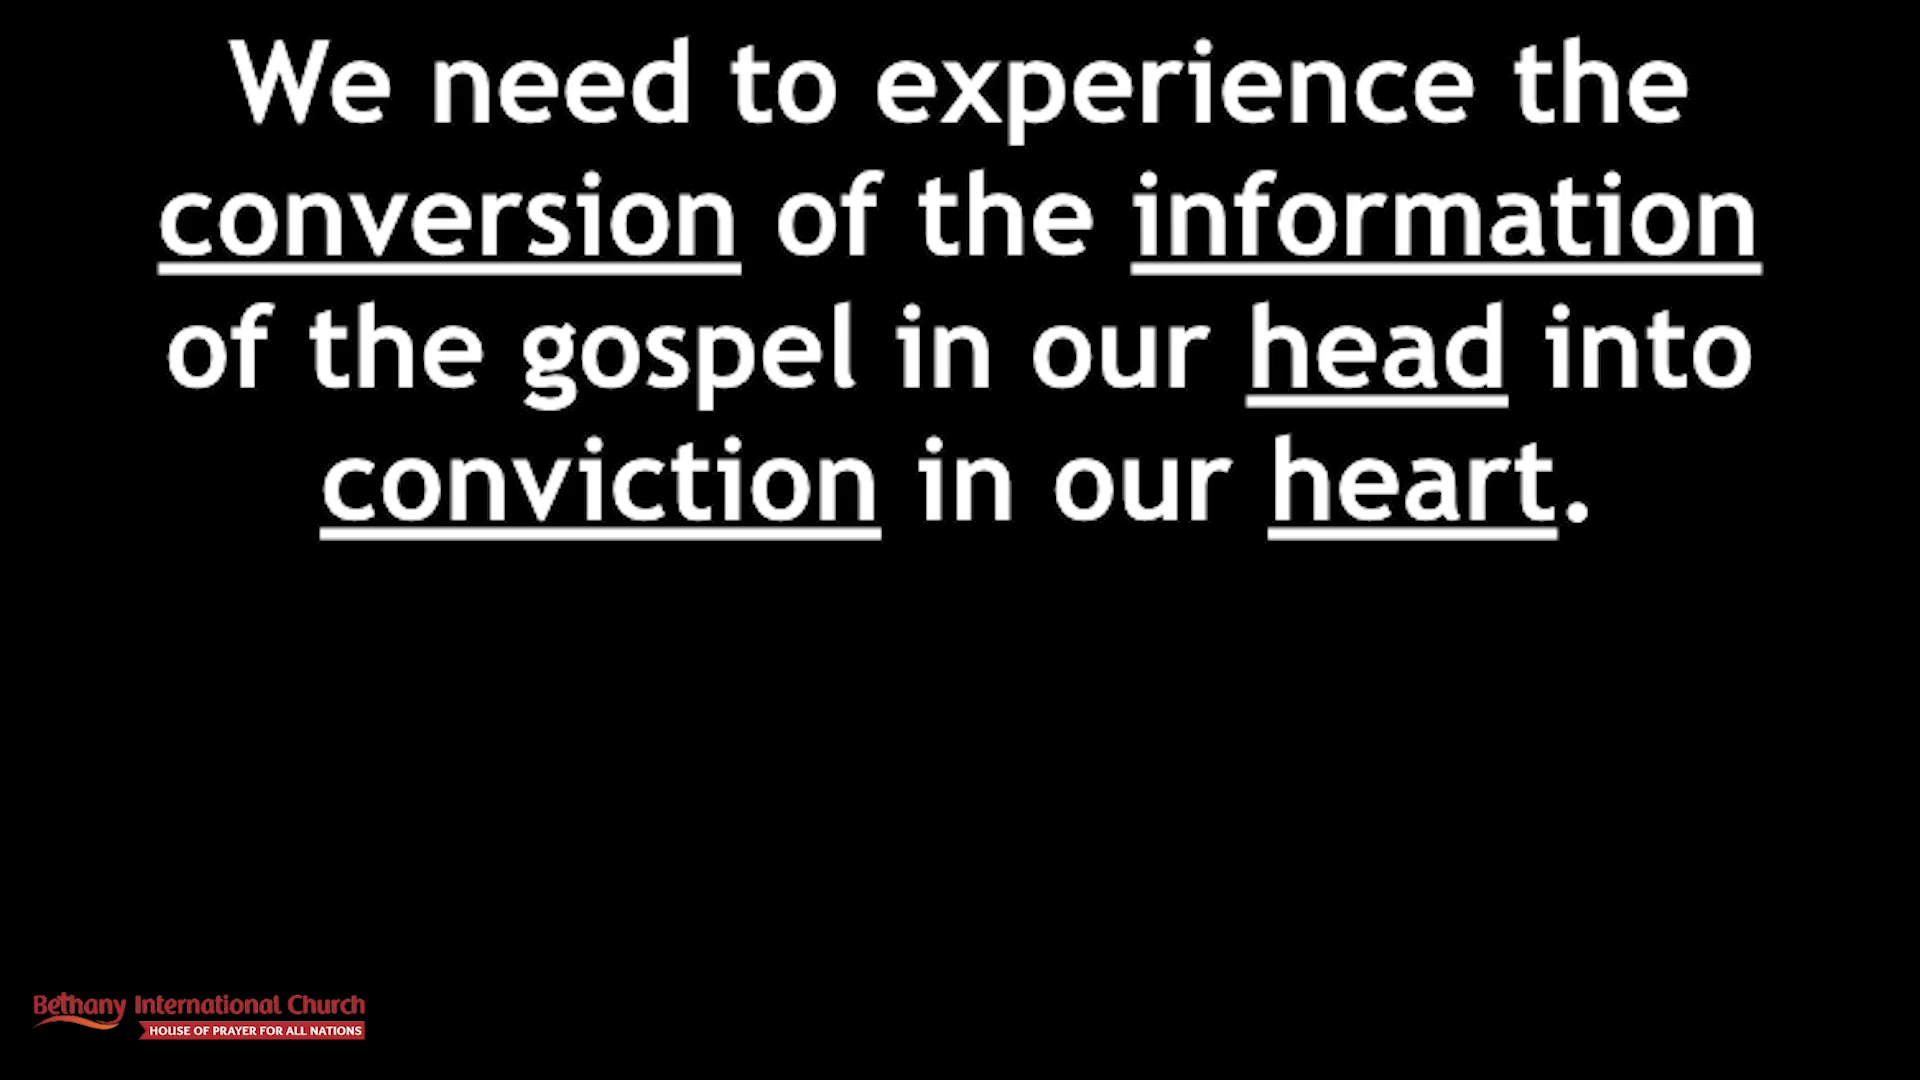 We need to experience the
conversion of the information
of the gospel in our head into
conviction in our heart.
Bethany International Church
HOUSE OF PRAYER FOR ALL NATIONS